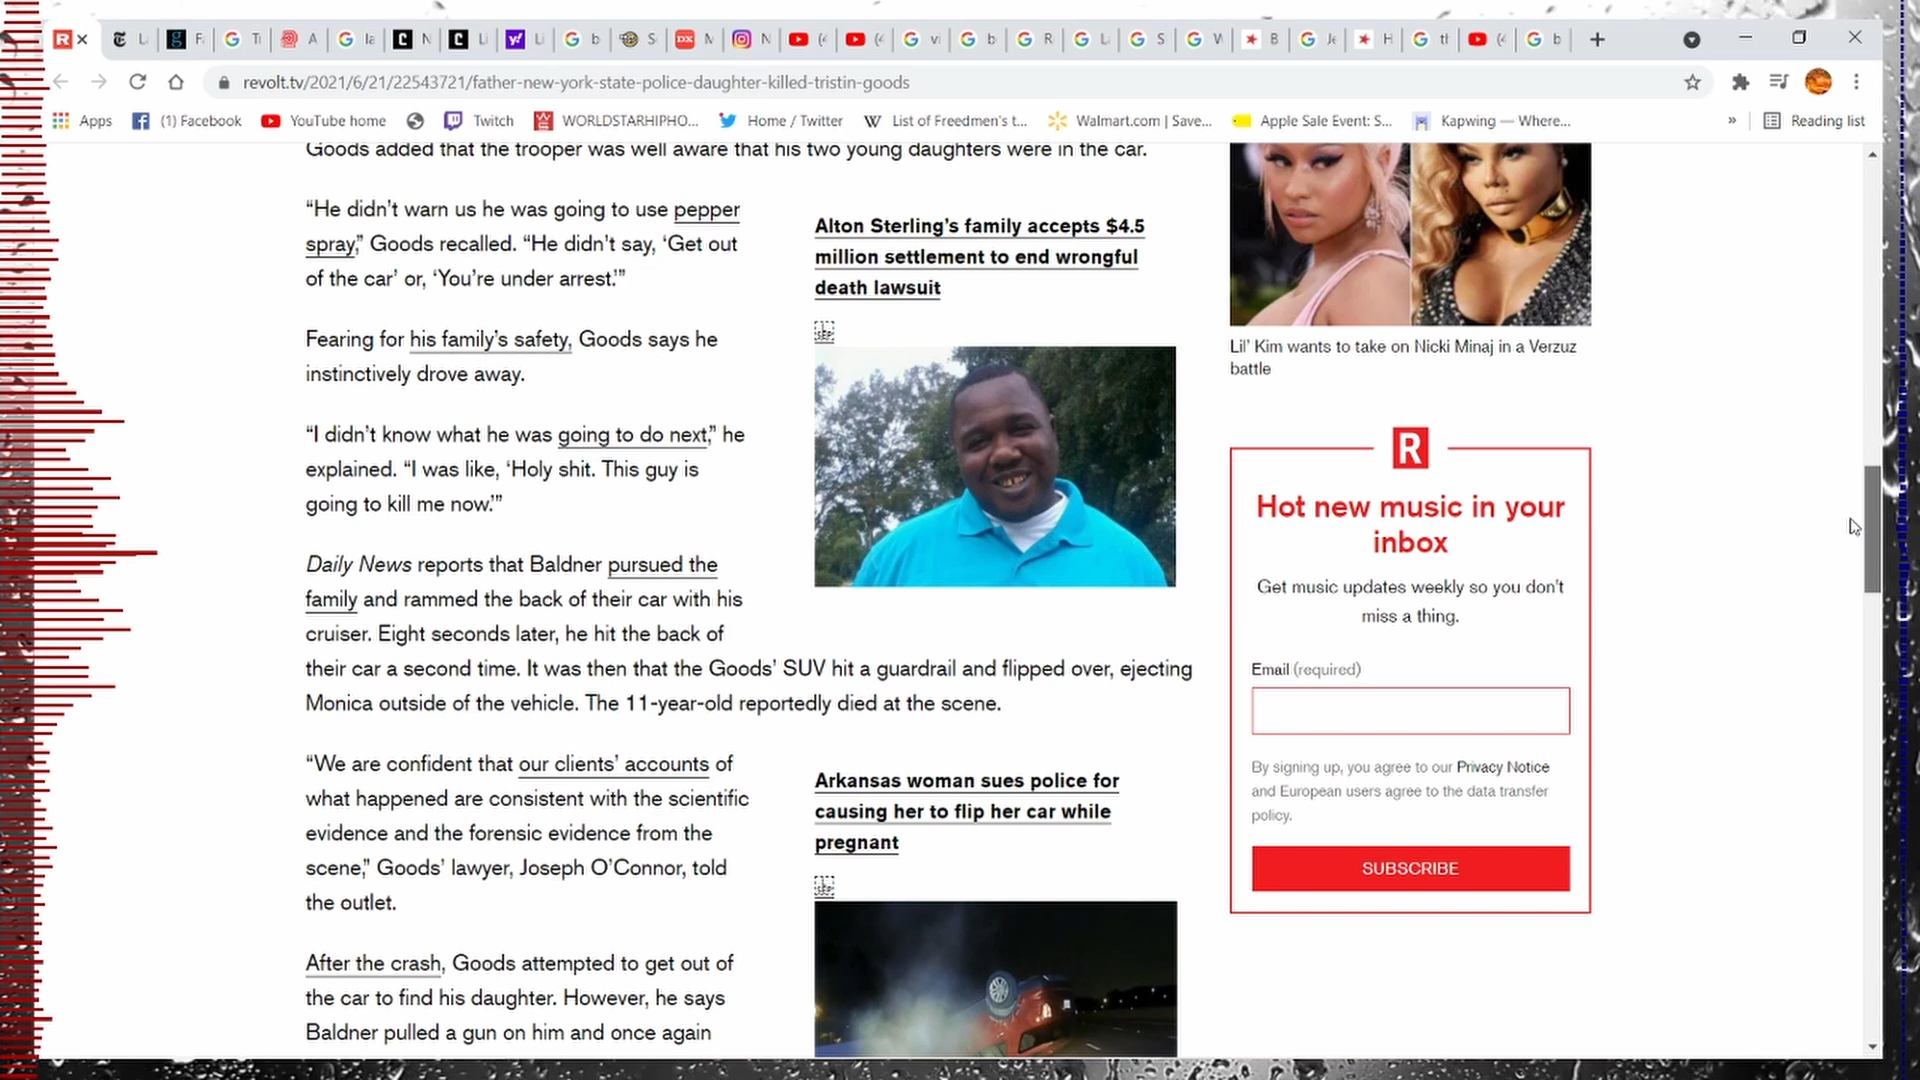 revolt.tv/2021/6/21/22543721/father-new-york-state-police-daughter-killed-tristin-goods
Apps
(1) Facebook
YouTube home
Twitch
WORLDSTARHIPHO...
Home / Twitter
List of Freedmen's t...
Walmart.com | Save...
Apple Sale Event: S...
Kapwing — Where...
»
Reading list
Goods added that the trooper was well aware that his two young daughters were in the car.
“He didn’t warn us he was going to use pepper
spray,” Goods recalled. “He didn’t say, ‘Get out
of the car’ or, ‘You’re under arrest.’”
Fearing for his family’s safety, Goods says he
instinctively drove away.
“I didn’t know what he was going to do next,” he
explained. “I was like, ‘Holy shit. This guy is
going to kill me now.’”
Daily News reports that Baldner pursued the
family and rammed the back of their car with his
cruiser. Eight seconds later, he hit the back of
their car a second time. It was then that the Goods’ SUV hit a guardrail and flipped over, ejecting
Monica outside of the vehicle. The 11-year-old reportedly died at the scene.
“We are confident that our clients’ accounts of
what happened are consistent with the scientific
evidence and the forensic evidence from the
scene,” Goods’ lawyer, Joseph O’Connor, told
the outlet.
After the crash, Goods attempted to get out of
the car to find his daughter. However, he says
Baldner pulled a gun on him and once again
Alton Sterling’s family accepts $4.5
million settlement to end wrongful
death lawsuit
Arkansas woman sues police for
causing her to flip her car while
pregnant
Lil’ Kim wants to take on Nicki Minaj in a Verzuz
battle
R
Hot new music in your
inbox
Get music updates weekly so you don’t
miss a thing.
Email (required)
By signing up, you agree to our Privacy Notice
and European users agree to the data transfer
policy.
SUBSCRIBE